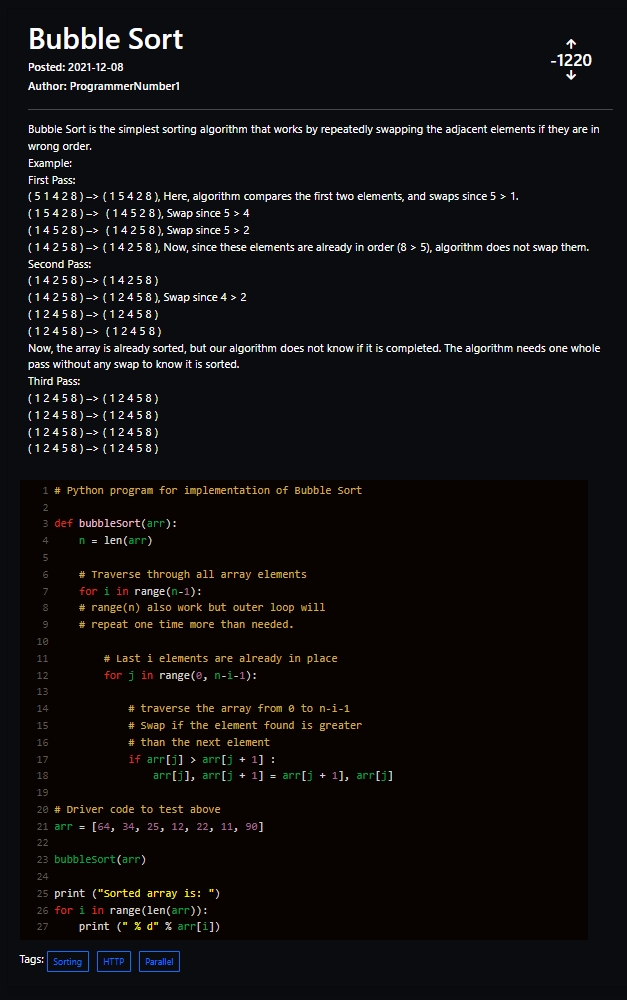 Bubble Sort
Posted: 2021-12-08
Author: ProgrammerNumber1
-1220
Bubble Sort is the simplest sorting algorithm that works by repeatedly swapping the adjacent elements if they are in
wrong order.
Example:
First Pass:
( 5 1 4 2 8 ) –> ( 1 5 4 2 8 ), Here, algorithm compares the first two elements, and swaps since 5 > 1.
( 1 5 4 2 8 ) –>  ( 1 4 5 2 8 ), Swap since 5 > 4
( 1 4 5 2 8 ) –>  ( 1 4 2 5 8 ), Swap since 5 > 2
( 1 4 2 5 8 ) –> ( 1 4 2 5 8 ), Now, since these elements are already in order (8 > 5), algorithm does not swap them.
Second Pass:
( 1 4 2 5 8 ) –> ( 1 4 2 5 8 )
( 1 4 2 5 8 ) –> ( 1 2 4 5 8 ), Swap since 4 > 2
( 1 2 4 5 8 ) –> ( 1 2 4 5 8 )
( 1 2 4 5 8 ) –>  ( 1 2 4 5 8 )
Now, the array is already sorted, but our algorithm does not know if it is completed. The algorithm needs one whole
pass without any swap to know it is sorted.
Third Pass:
( 1 2 4 5 8 ) –> ( 1 2 4 5 8 )
( 1 2 4 5 8 ) –> ( 1 2 4 5 8 )
( 1 2 4 5 8 ) –> ( 1 2 4 5 8 )
( 1 2 4 5 8 ) –> ( 1 2 4 5 8 )
1 # Python program for implementation of Bubble Sort
2
3 def bubbleSort(arr):
4     n = len(arr)
5
6     # Traverse through all array elements
7     for i in range(n-1):
8     # range(n) also work but outer loop will
9     # repeat one time more than needed.
10
11         # Last i elements are already in place
12         for j in range(0, n-i-1):
13
14             # traverse the array from 0 to n-i-1
15             # Swap if the element found is greater
16             # than the next element
17             if arr[j] > arr[j + 1] :
18                 arr[j], arr[j + 1] = arr[j + 1], arr[j]
19
20 # Driver code to test above
21 arr = [64, 34, 25, 12, 22, 11, 90]
22
23 bubbleSort(arr)
24
25 print ("Sorted array is: ")
26 for i in range(len(arr)):
27     print (" % d" % arr[i])
Tags: Sorting HTTP Parallel